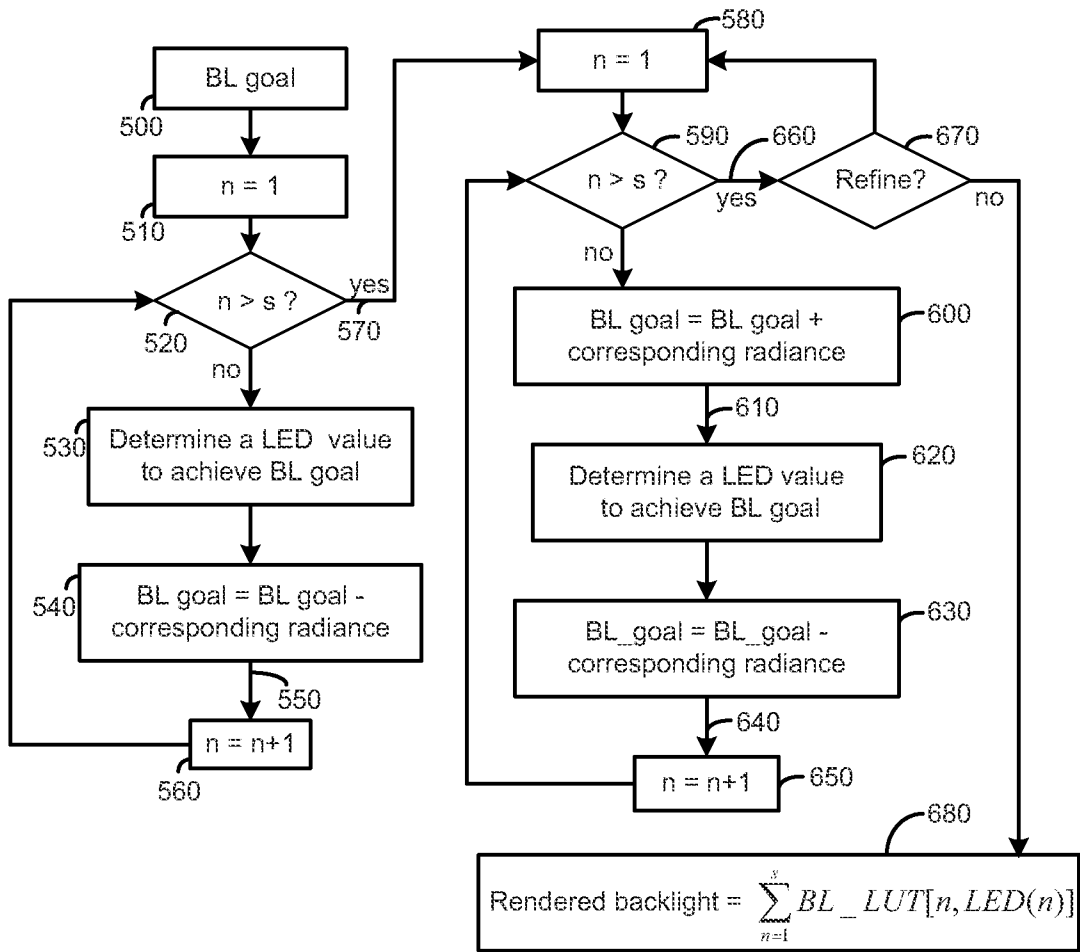 BL goal
500
n = 1
510
n > s ?
520
yes
570
no
530
Determine a LED value
to achieve BL goal
540
BL goal = BL goal -
corresponding radiance
550
n = n+1
560
580
n = 1
590
n > s ?
660
yes
670
Refine?
no
no
BL goal = BL goal +
corresponding radiance
600
610
620
Determine a LED value
to achieve BL goal
BL_goal = BL_goal -
corresponding radiance
630
640
n = n+1
650
680
Rendered backlight = \sum_{n=1}^{s} BL_LUT[n, LED(n)]